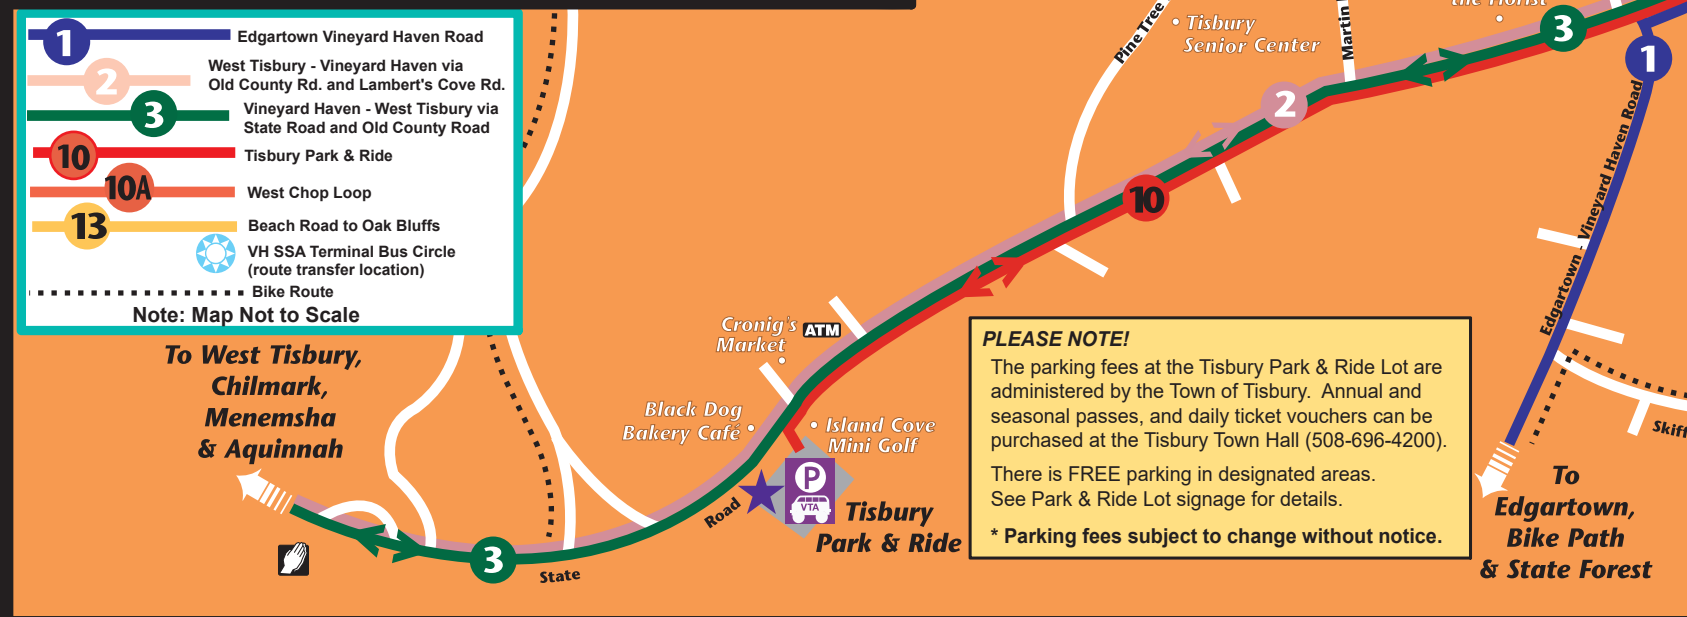 1
Edgartown Vineyard Haven Road
2
West Tisbury - Vineyard Haven via
Old County Rd. and Lambert's Cove Rd.
3
Vineyard Haven - West Tisbury via
State Road and Old County Road
10
Tisbury Park & Ride
10A
West Chop Loop
13
Beach Road to Oak Bluffs
VH SSA Terminal Bus Circle
(route transfer location)
Bike Route
Note: Map Not to Scale
To West Tisbury,
Chilmark,
Menemsha
& Aquinnah
3
State
Road
Cronig's
Market
ATM
Black Dog
Bakery Café
Island Cove
Mini Golf
P
VTA
Tisbury
Park & Ride
10
2
Pine Tree
Tisbury
Senior Center
Martin
3
1
Edgartown - Vineyard Haven Road
PLEASE NOTE!
The parking fees at the Tisbury Park & Ride Lot are
administered by the Town of Tisbury. Annual and
seasonal passes, and daily ticket vouchers can be
purchased at the Tisbury Town Hall (508-696-4200).
There is FREE parking in designated areas.
See Park & Ride Lot signage for details.
* Parking fees subject to change without notice.
To
Edgartown,
Bike Path
& State Forest